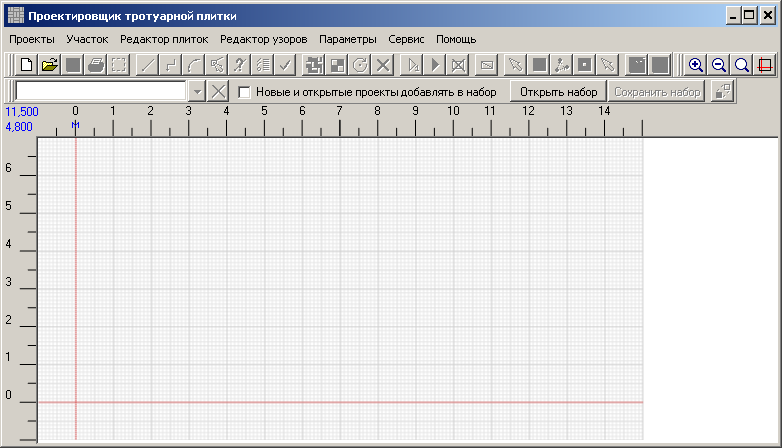 Проектировщик тротуарной плитки
Проекты Участок Редактор плиток Редактор узоров Параметры Сервис Помощь
Новые и открытые проекты добавлять в набор Открыть набор Сохранить набор
11,500 0 1 2 3 4 5 6 7 8 9 10 11 12 13 14
4,800 м
6
5
4
3
2
1
0